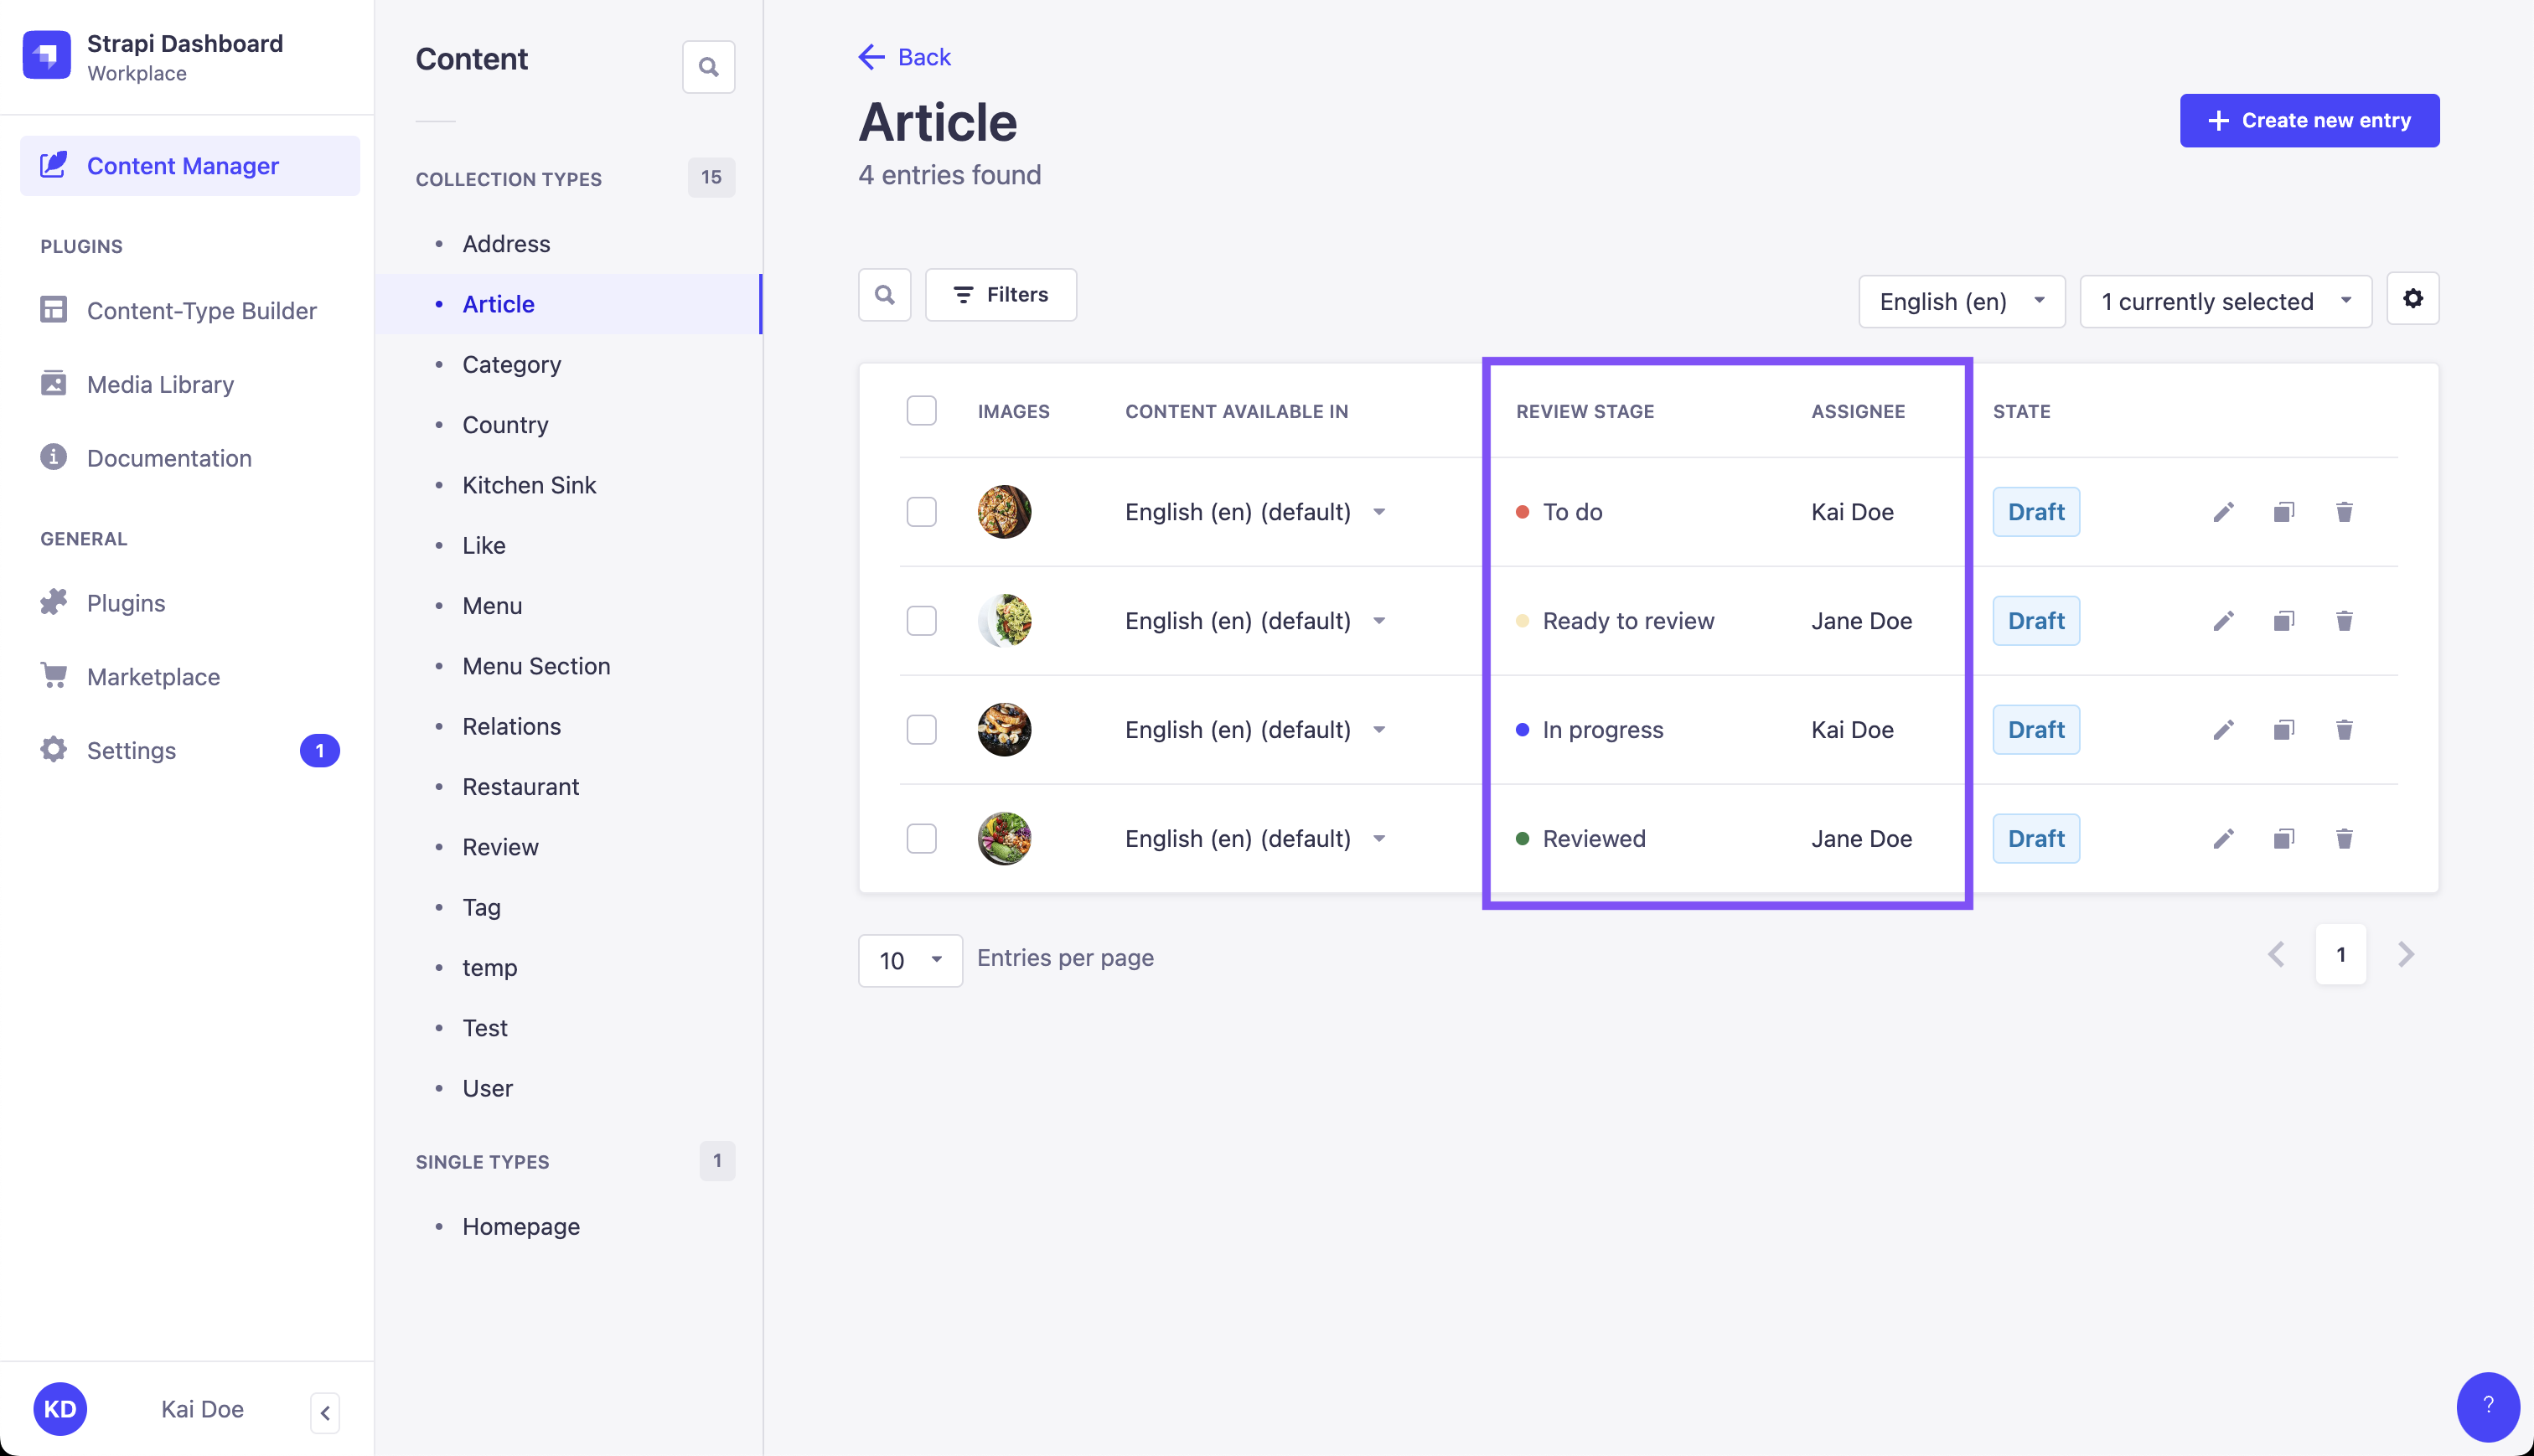 Strapi Dashboard
Workplace
Content Manager
PLUGINS
Content-Type Builder
Media Library
Documentation
GENERAL
Plugins
Marketplace
Settings
1
KD
Kai Doe
Content
COLLECTION TYPES
15
Address
Article
Category
Country
Kitchen Sink
Like
Menu
Menu Section
Relations
Restaurant
Review
Tag
temp
Test
User
SINGLE TYPES
1
Homepage
Back
Article
4 entries found
Create new entry
Filters
English (en)
1 currently selected
IMAGES CONTENT AVAILABLE IN REVIEW STAGE ASSIGNEE STATE
English (en) (default) To do Kai Doe Draft
English (en) (default) Ready to review Jane Doe Draft
English (en) (default) In progress Kai Doe Draft
English (en) (default) Reviewed Jane Doe Draft
10 Entries per page
1
?